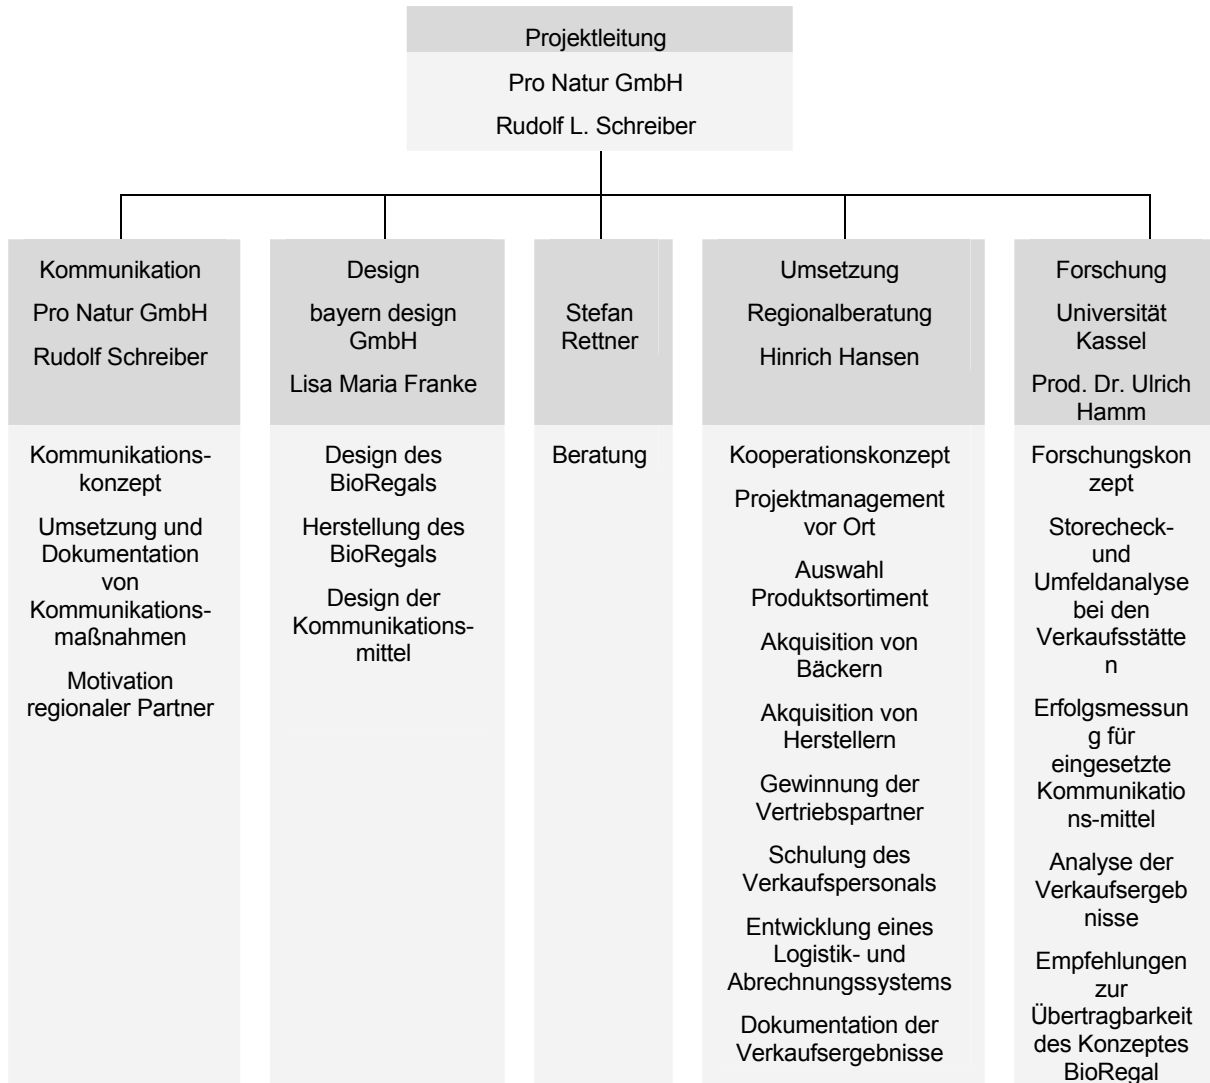 Projektleitung
Pro Natur GmbH
Rudolf L. Schreiber
Kommunikation
Pro Natur GmbH
Rudolf Schreiber
Kommunikations-
konzept
Umsetzung und
Dokumentation
von
Kommunikations-
maßnahmen
Motivation
regionaler Partner
Design
bayern design
GmbH
Lisa Maria Franke
Design des
BioRegals
Herstellung des
BioRegals
Design der
Kommunikations-
mittel
Stefan
Rettner
Beratung
Umsetzung
Regionalberatung
Hinrich Hansen
Kooperationskonzept
Projektmanagement
vor Ort
Auswahl
Produktsortiment
Akquisition von
Bäckern
Akquisition von
Herstellern
Gewinnung der
Vertriebspartner
Schulung des
Verkaufspersonals
Entwicklung eines
Logistik- und
Abrechnungssystems
Dokumentation der
Verkaufsergebnisse
Forschung
Universität
Kassel
Prod. Dr. Ulrich
Hamm
Forschungskon
zept
Storecheck-
und
Umfeldanalyse
bei den
Verkaufsstätte
n
Erfolgsmessun
g für
eingesetzte
Kommunikatio
ns-mittel
Analyse der
Verkaufsergeb
nisse
Empfehlungen
zur
Übertragbarkeit
des Konzeptes
BioRegal